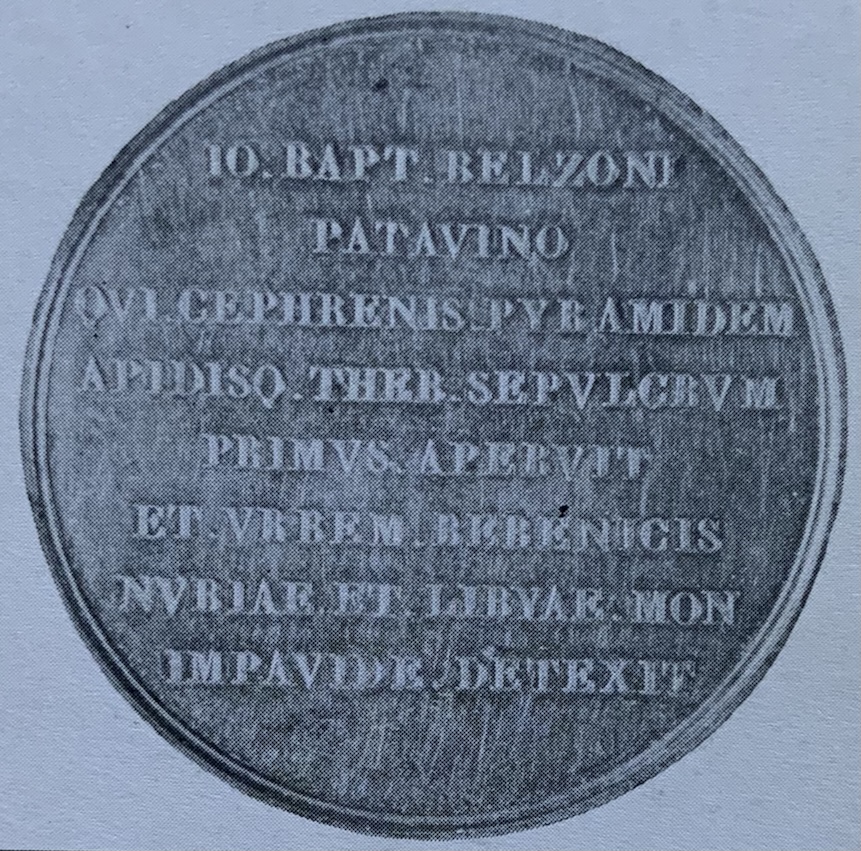 IO. BAPT. BELZONI
PATAVINO
QVI. CEPHRENIS. PYRAMIDEM
APIDISQ. THEB. SEPVLCRVM
PRIMVS. APERVIT
ET. VRBEM. BERENICIS
NVBIAE. ET. LIBYAE. MON
IMPAVIDE. DETEXIT